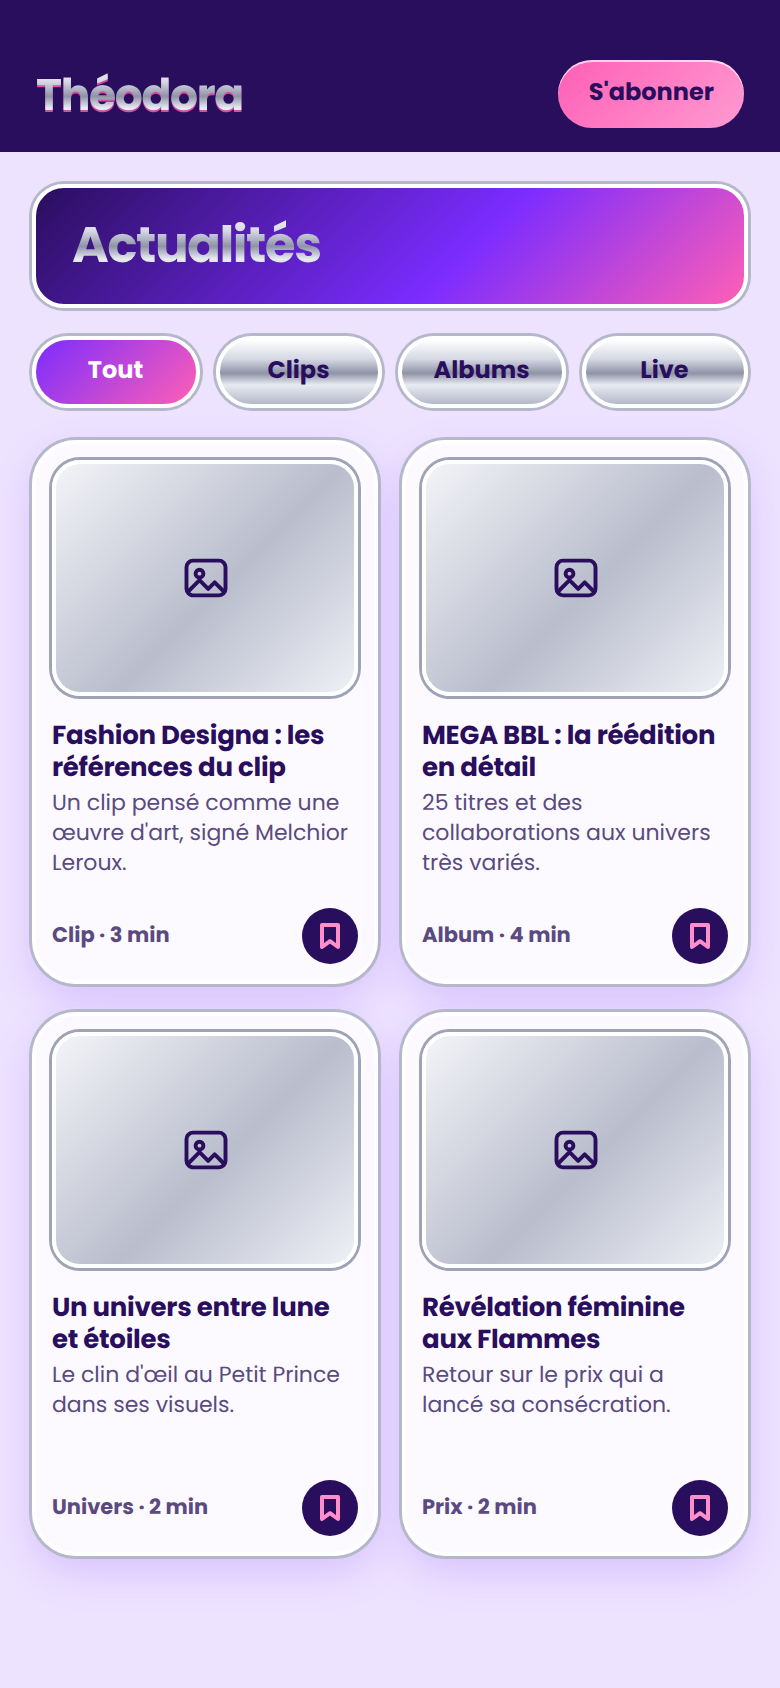 Théodora
S'abonner
Actualités
Tout
Clips
Albums
Live
Fashion Designa : les
références du clip
Un clip pensé comme une
œuvre d'art, signé Melchior
Leroux.
Clip · 3 min
MEGA BBL : la réédition
en détail
25 titres et des
collaborations aux univers
très variés.
Album · 4 min
Un univers entre lune
et étoiles
Le clin d'œil au Petit Prince
dans ses visuels.
Univers · 2 min
Révélation féminine
aux Flammes
Retour sur le prix qui a
lancé sa consécration.
Prix · 2 min